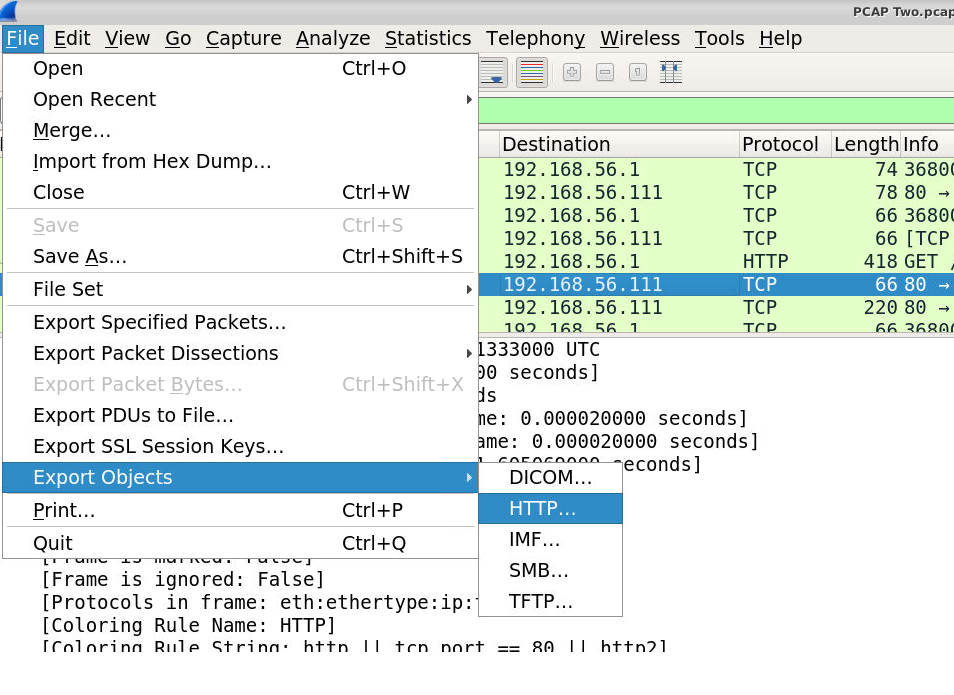 PCAP Two.pcap
File Edit View Go Capture Analyze Statistics Telephony Wireless Tools Help
Open Ctrl+O
Open Recent
Merge...
Import from Hex Dump...
Close Ctrl+W
Save Ctrl+S
Save As... Ctrl+Shift+S
File Set
Export Specified Packets...
Export Packet Dissections
Export Packet Bytes... Ctrl+Shift+X
Export PDUs to File...
Export SSL Session Keys...
Export Objects
Print... Ctrl+P
Quit Ctrl+Q
DICOM...
HTTP...
IMF...
SMB...
TFTP...
Destination Protocol Length Info
192.168.56.1 TCP 74 36800
192.168.56.111 TCP 78 80 →
192.168.56.1 TCP 66 36800
192.168.56.111 TCP 66 [TCP
192.168.56.1 HTTP 418 GET /
192.168.56.111 TCP 66 80 →
192.168.56.111 TCP 220 80 →
192.168.56.1 TCP 66 36800
1333000 UTC
00 seconds]
ds
me: 0.000020000 seconds]
ame: 0.000020000 seconds]
seconds]
[Frame is marked: False]
[Frame is ignored: False]
[Protocols in frame: eth:ethertype:ip:
[Coloring Rule Name: HTTP]
[Coloring Rule String: http || tcp.port == 80 || http2]